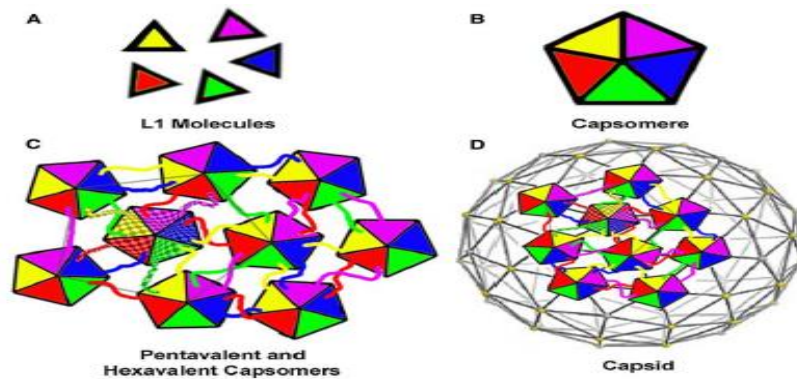 A
B
L1 Molecules
Capsomere
C
D
Pentavalent and
Hexavalent Capsomers
Capsid